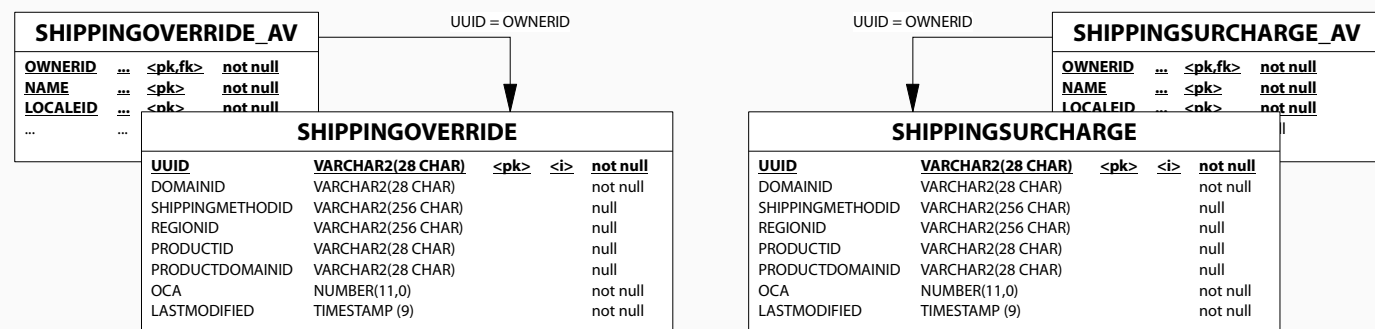 UUID = OWNERID
SHIPPINGOVERRIDE_AV
OWNERID ... <pk,fk> not null
NAME ... <pk> not null
LOCALEID ... <pk> not null
... ...
SHIPPINGOVERRIDE
UUID VARCHAR2(28 CHAR) <pk> <i> not null
DOMAINID VARCHAR2(28 CHAR) not null
SHIPPINGMETHODID VARCHAR2(256 CHAR) null
REGIONID VARCHAR2(256 CHAR) null
PRODUCTID VARCHAR2(28 CHAR) null
PRODUCTDOMAINID VARCHAR2(28 CHAR) null
OCA NUMBER(11,0) not null
LASTMODIFIED TIMESTAMP (9) not null
UUID = OWNERID
SHIPPINGSURCHARGE_AV
OWNERID ... <pk,fk> not null
NAME ... <pk> not null
LOCALEID ... <pk> not null
SHIPPINGSURCHARGE
UUID VARCHAR2(28 CHAR) <pk> <i> not null
DOMAINID VARCHAR2(28 CHAR) not null
SHIPPINGMETHODID VARCHAR2(256 CHAR) null
REGIONID VARCHAR2(256 CHAR) null
PRODUCTID VARCHAR2(28 CHAR) null
PRODUCTDOMAINID VARCHAR2(28 CHAR) null
OCA NUMBER(11,0) not null
LASTMODIFIED TIMESTAMP (9) not null